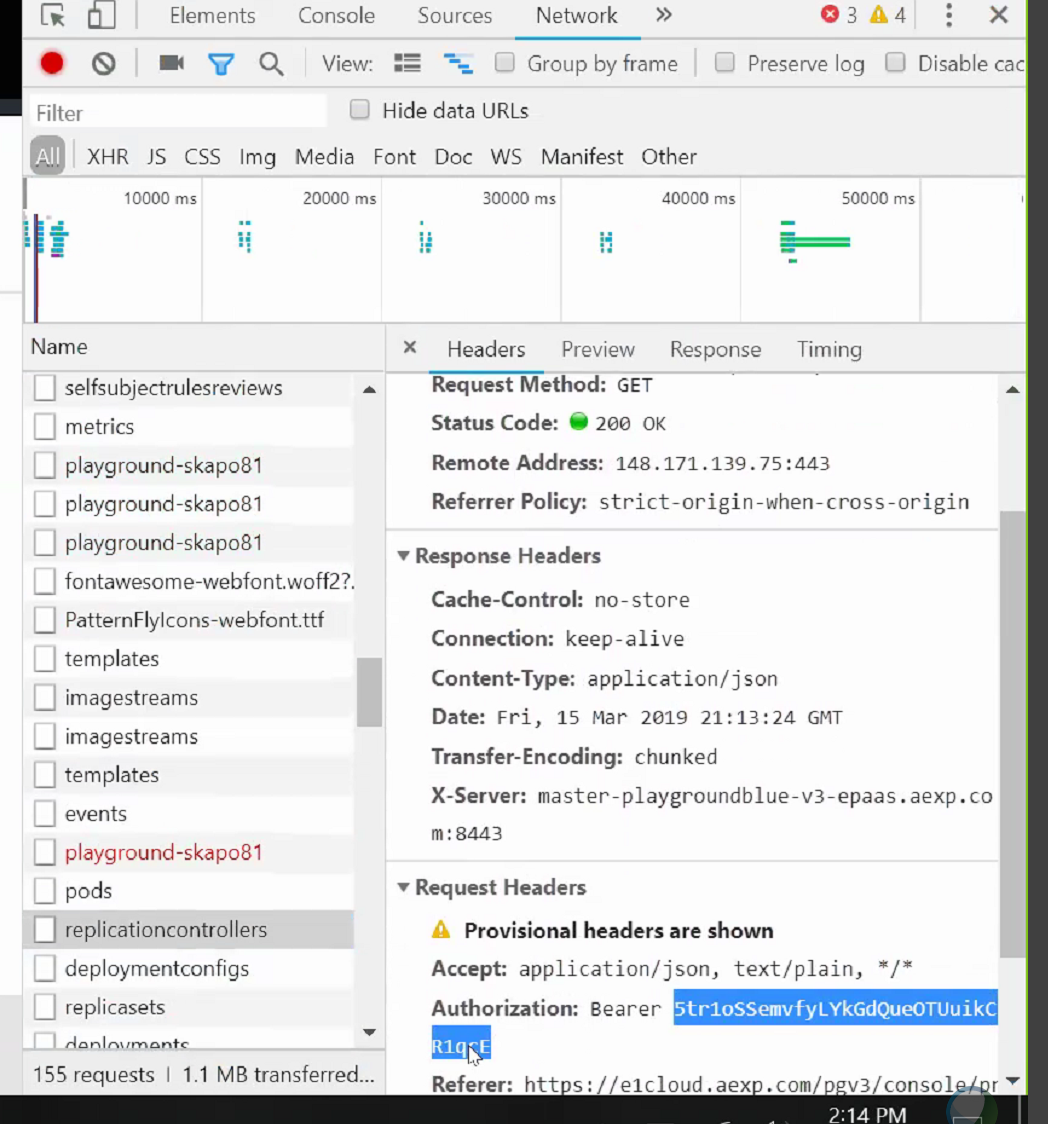 Elements Console Sources Network » 3 4
View: Group by frame Preserve log Disable cac
Filter Hide data URLs
All XHR JS CSS Img Media Font Doc WS Manifest Other
10000 ms 20000 ms 30000 ms 40000 ms 50000 ms
Name
selfsubjectrulesreviews
metrics
playground-skapo81
playground-skapo81
playground-skapo81
fontawesome-webfont.woff2?.
PatternFlyIcons-webfont.ttf
templates
imagestreams
imagestreams
templates
events
playground-skapo81
pods
replicationcontrollers
deploymentconfigs
replicasets
deployments
155 requests | 1.1 MB transferred...
Headers Preview Response Timing
Request Method: GET
Status Code: 200 OK
Remote Address: 148.171.139.75:443
Referrer Policy: strict-origin-when-cross-origin
Response Headers
Cache-Control: no-store
Connection: keep-alive
Content-Type: application/json
Date: Fri, 15 Mar 2019 21:13:24 GMT
Transfer-Encoding: chunked
X-Server: master-playgroundblue-v3-epaas.aexp.co
m:8443
Request Headers
Provisional headers are shown
Accept: application/json, text/plain, */*
Authorization: Bearer 5tr1oSSemvfyLYkGdQueOTUuikC
Referer: https://e1cloud.aexp.com/pgv3/console/pr
2:14 PM